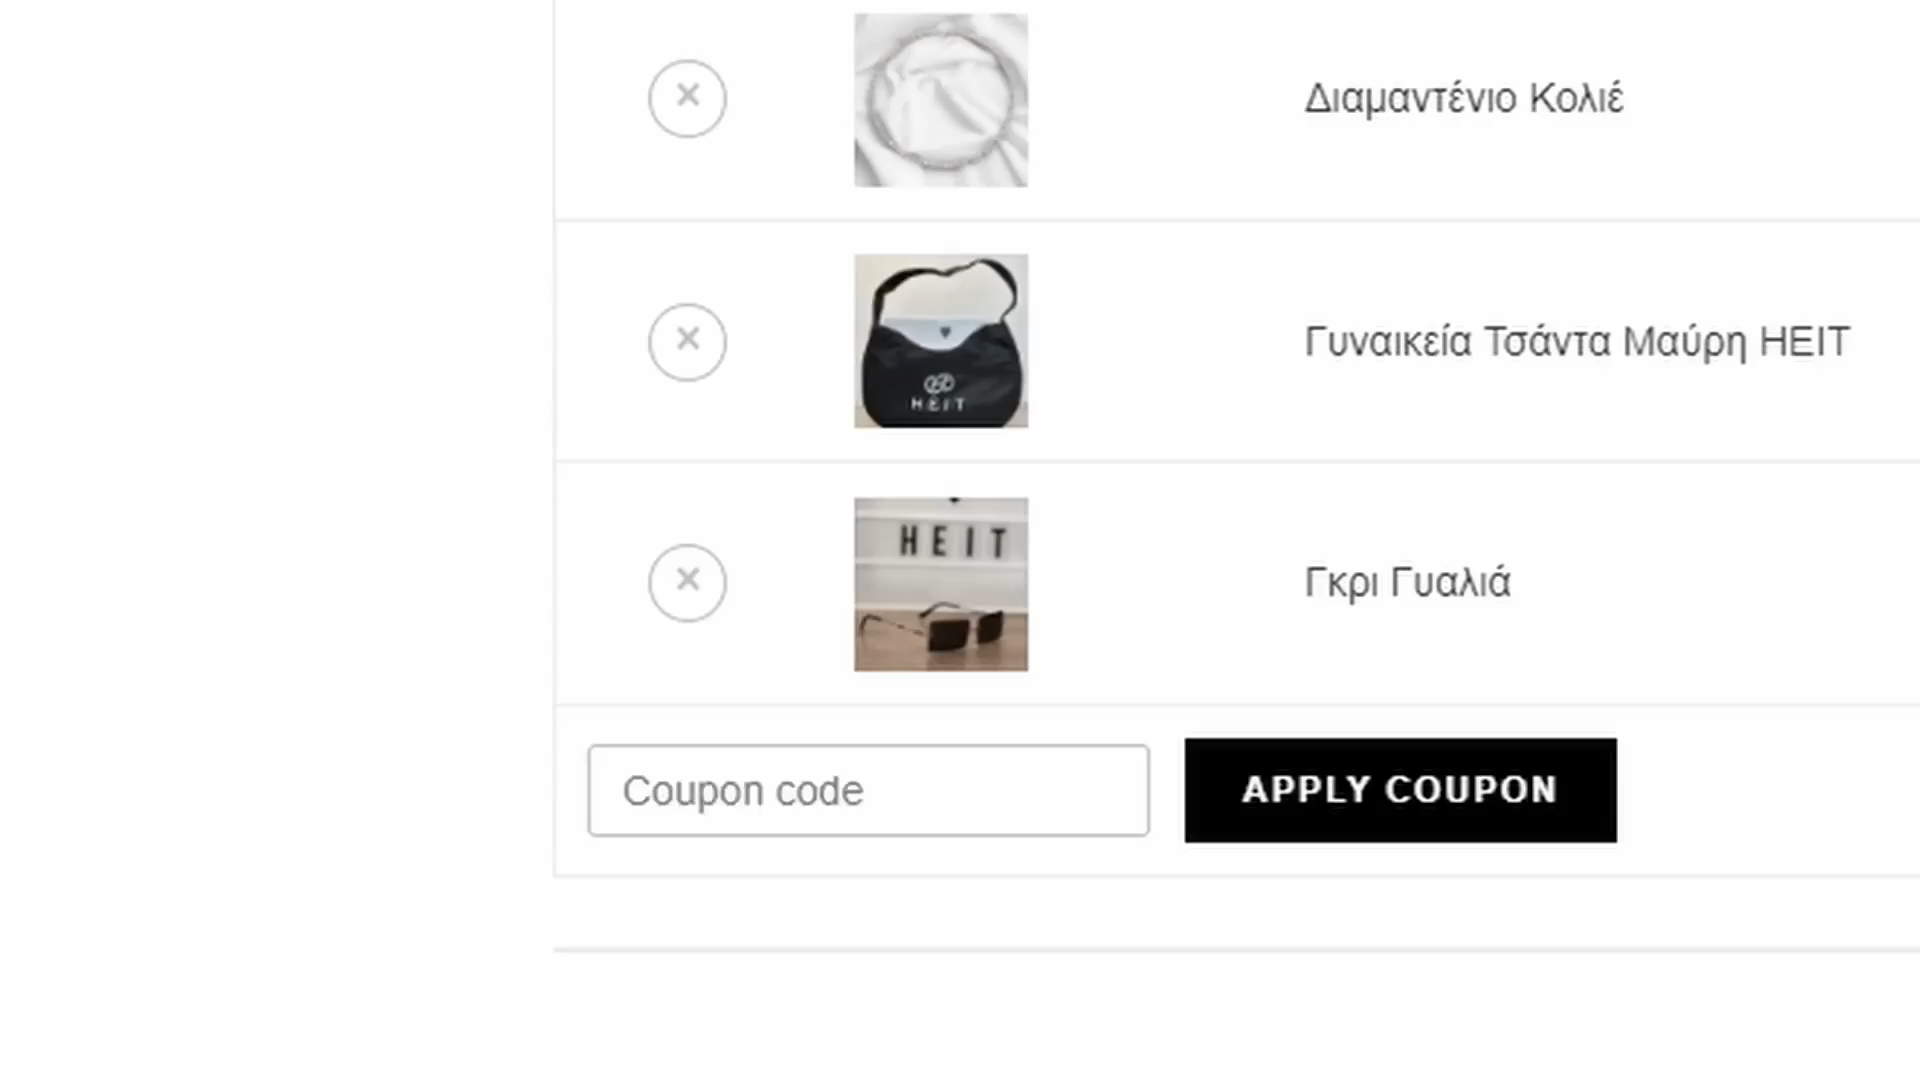 Διαμαντένιο Κολιέ
HEIT
Γυναικεία Τσάντα Μαύρη HEIT
HEIT
Γκρι Γυαλιά
Coupon code
APPLY COUPON